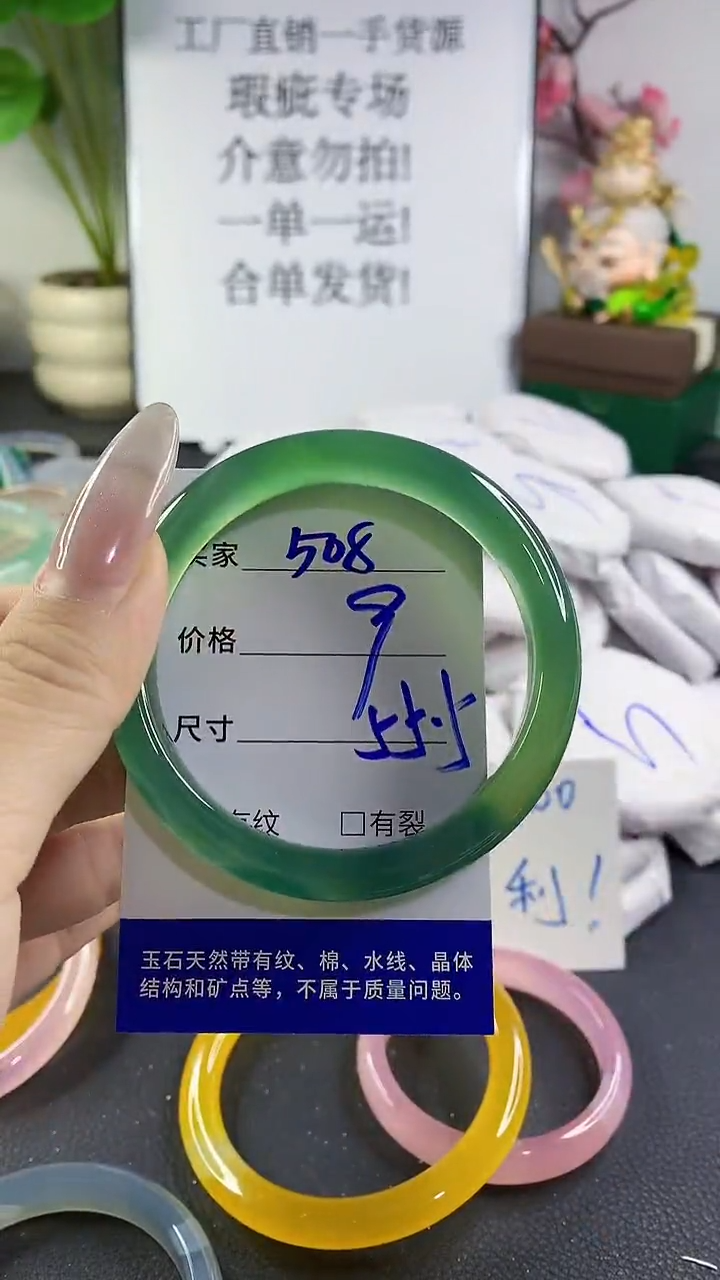 工厂直销一手货源
瑕疵专场
介意勿拍!
一单一运!
合单发货!
家 508
价格 9
尺寸
纹 □有裂
00
利!
玉石天然带有纹、棉、水线、晶体
结构和矿点等，不属于质量问题。